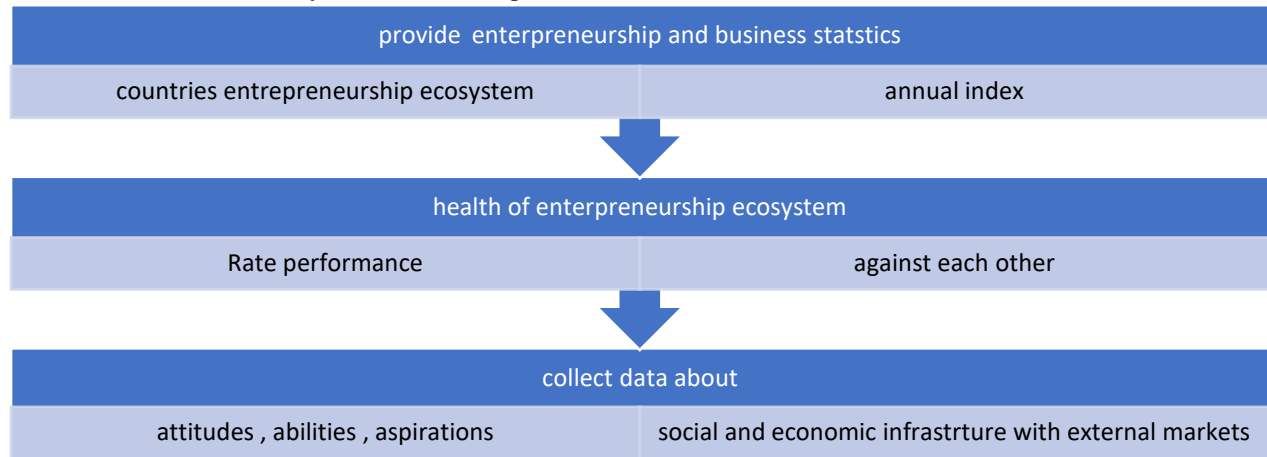 provide enterpreneurship and business statstics
countries entrepreneurship ecosystem
annual index
health of enterpreneurship ecosystem
Rate performance
against each other
collect data about
attitudes , abilities , aspirations
social and economic infrastrture with external markets